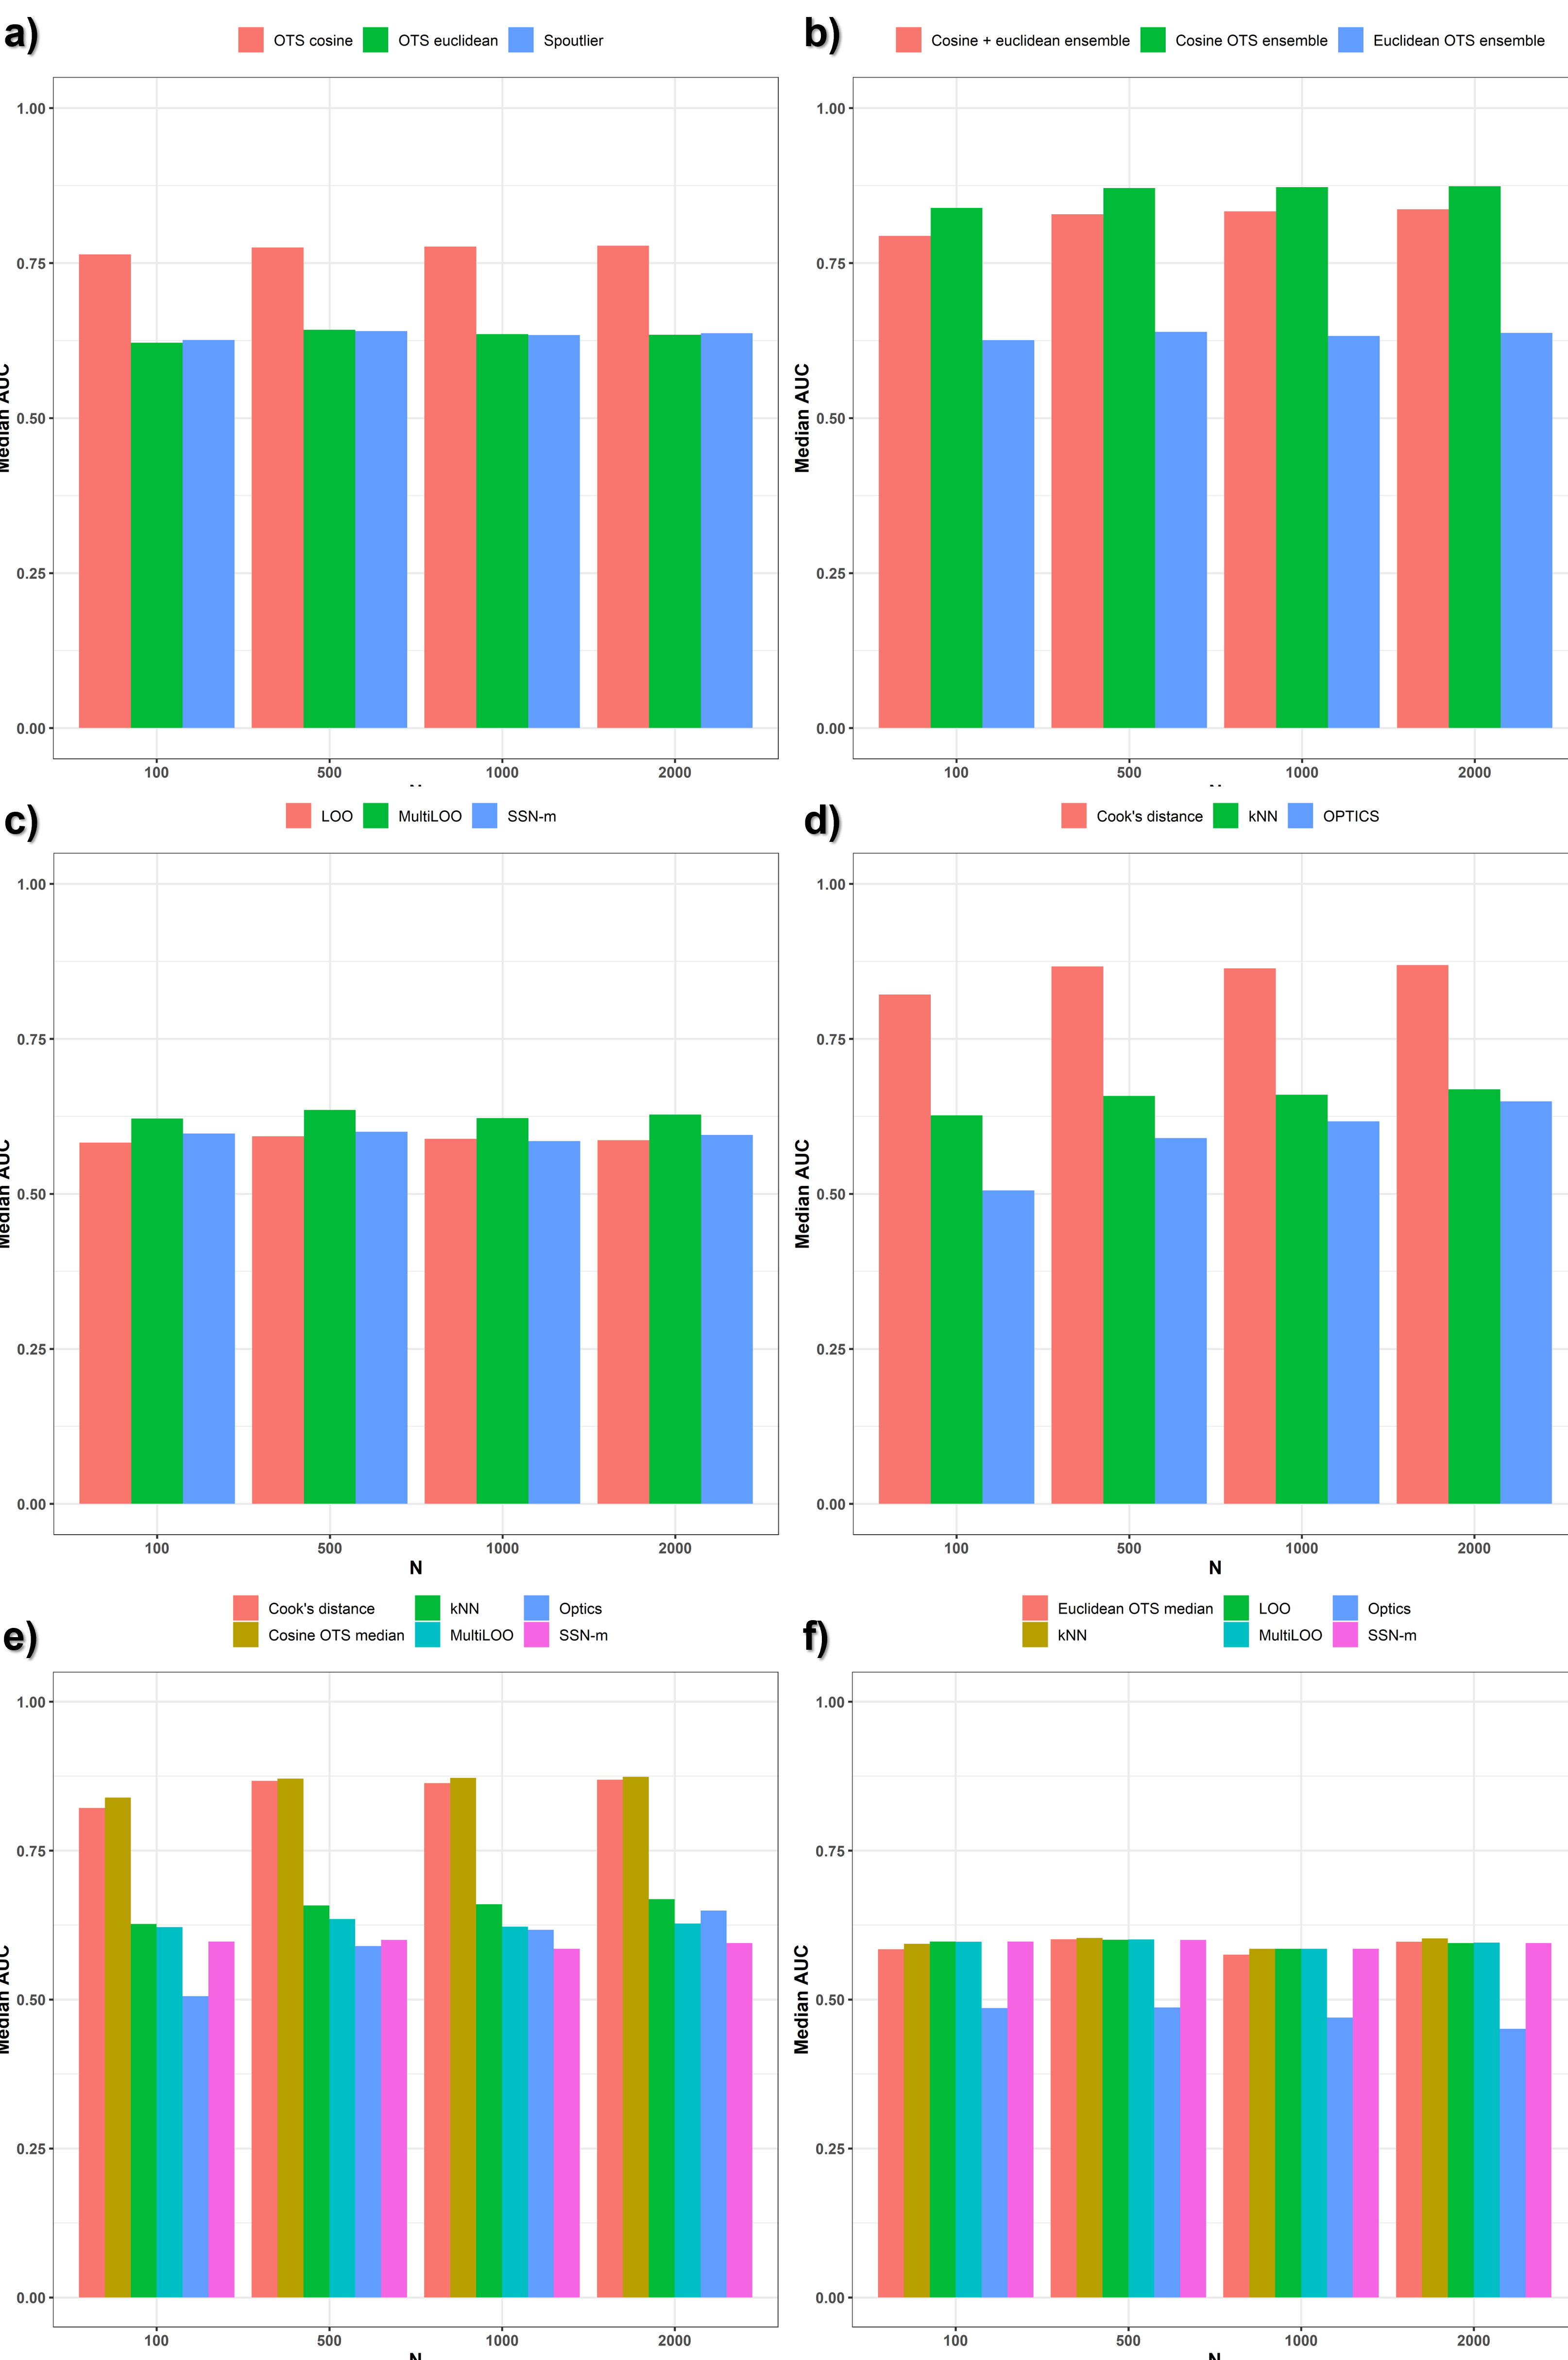 a)
OTS cosine OTS euclidean Spoutlier
1.00
0.75
0.50
0.25
0.00
Median AUC
100 500 1000 2000
b)
Cosine + euclidean ensemble Cosine OTS ensemble Euclidean OTS ensemble
1.00
0.75
0.50
0.25
0.00
Median AUC
100 500 1000 2000
c)
LOO MultiLOO SSN-m
1.00
0.75
0.50
0.25
0.00
Median AUC
100 500 1000 2000
N
d)
Cook's distance kNN OPTICS
1.00
0.75
0.50
0.25
0.00
Median AUC
100 500 1000 2000
N
e)
Cook's distance kNN Optics
Cosine OTS median MultiLOO SSN-m
1.00
0.75
0.50
0.25
0.00
Median AUC
100 500 1000 2000
N
f)
Euclidean OTS median LOO Optics
kNN MultiLOO SSN-m
1.00
0.75
0.50
0.25
0.00
Median AUC
100 500 1000 2000
N